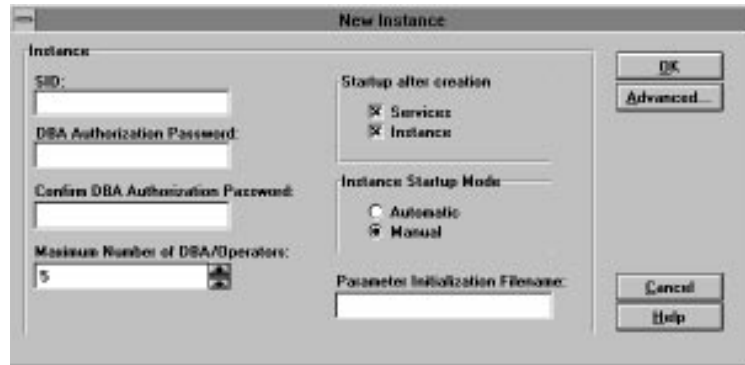 New Instance
Instance
SID:
DBA Authorization Password:
Confirm DBA Authorization Password:
Maximum Number of DBA/Operators:
5
Startup after creation
Services
Instance
Instance Startup Mode
Automatic
Manual
Parameter Initialization Filename:
OK
Advanced...
Cancel
Help